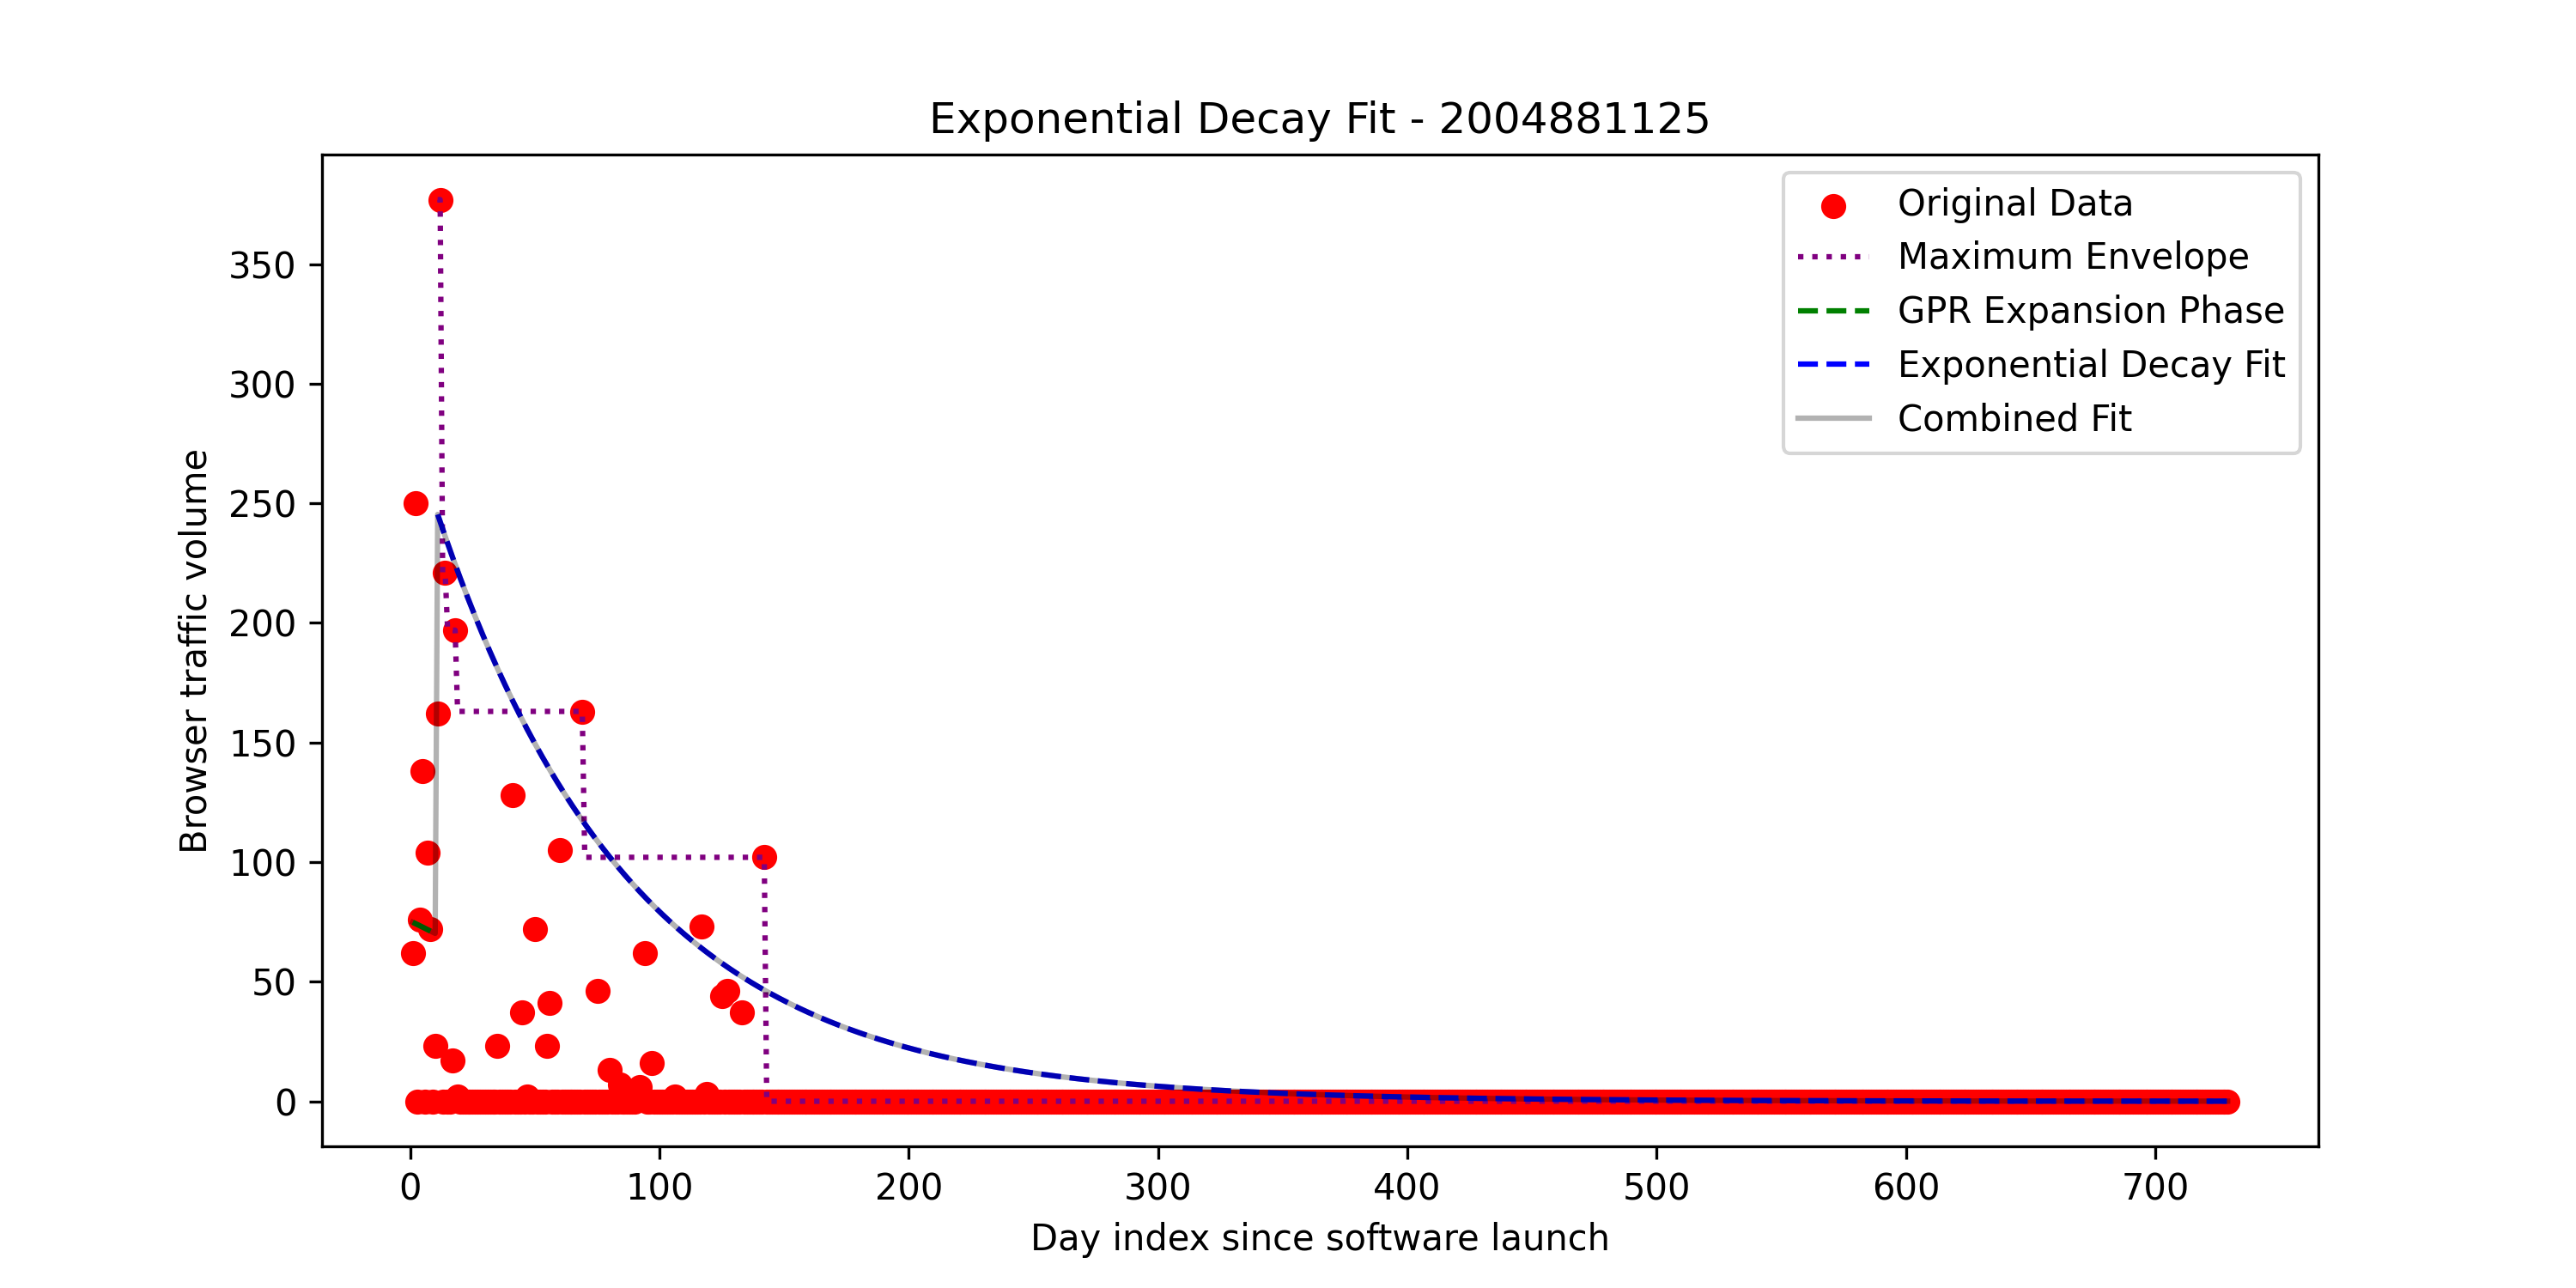 Exponential Decay Fit - 2004881125
Original Data
Maximum Envelope
GPR Expansion Phase
Exponential Decay Fit
Combined Fit
Browser traffic volume
350
300
250
200
150
100
50
0
0 100 200 300 400 500 600 700
Day index since software launch